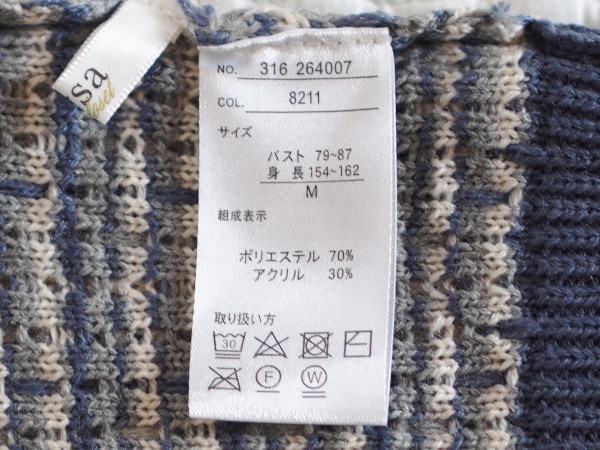 sa
closet
NO. 316 264007
COL. 8211
サイズ
バスト 79~87
身 長 154~162
M
組成表示
ポリエステル 70%
アクリル 30%
取り扱い方
30
F W